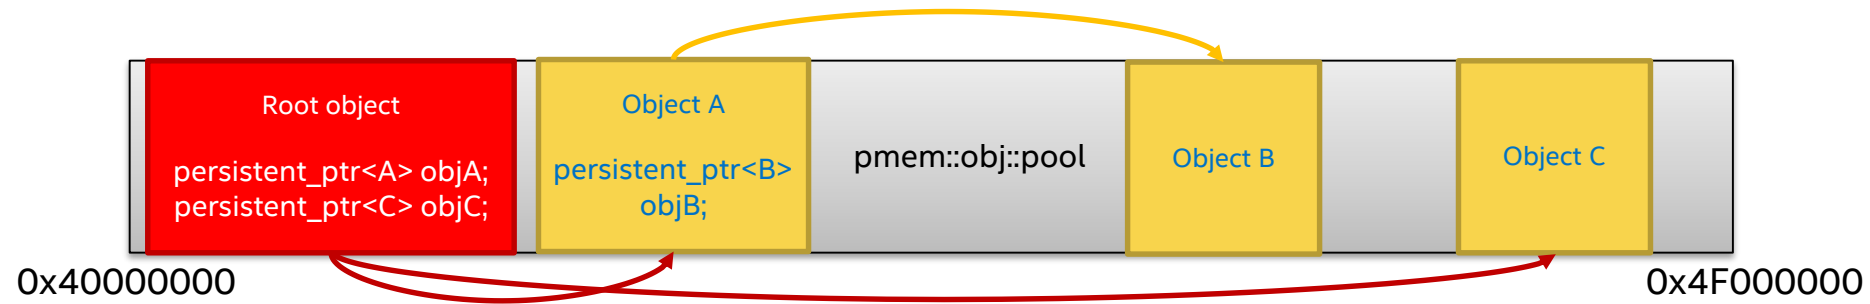 Root object
persistent_ptr<A> objA;
persistent_ptr<C> objC;
Object A
persistent_ptr<B>
objB;
pmem::obj::pool
Object B
Object C
0x40000000
0x4F000000